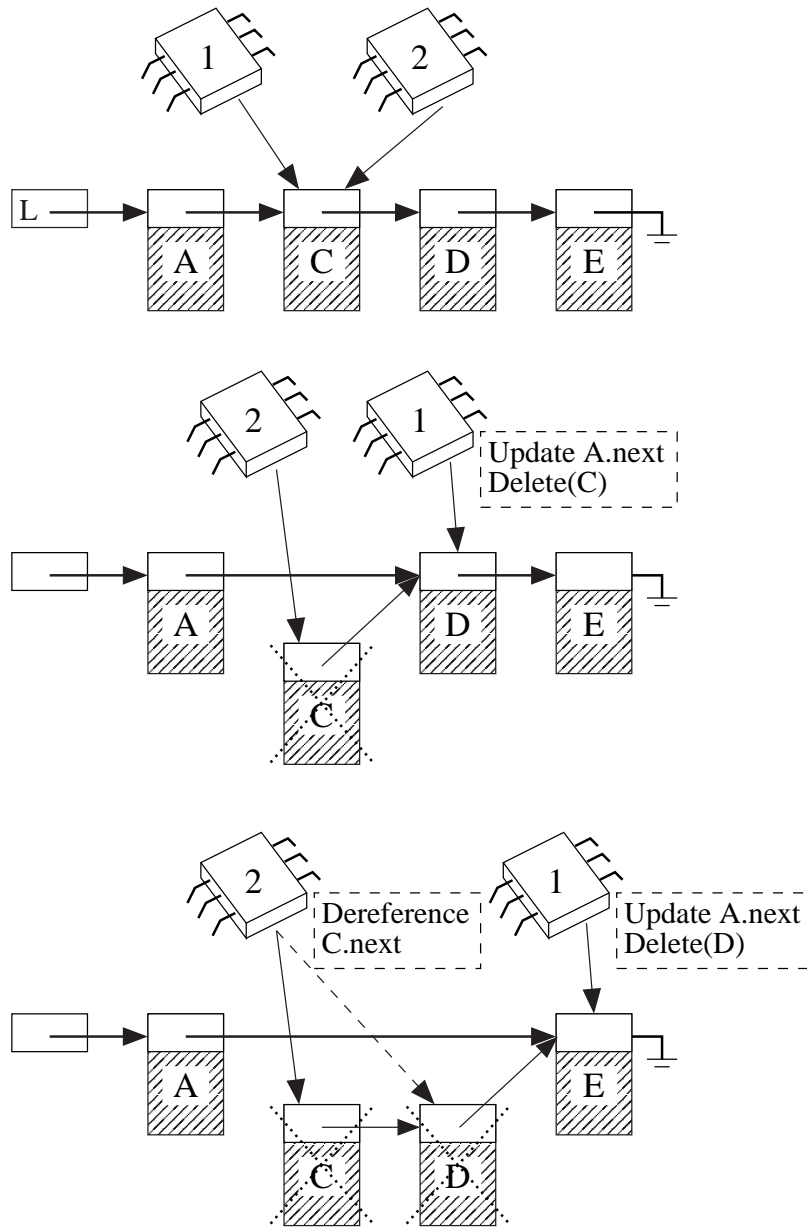 1
2
L
A
C
D
E
2
1
Update A.next
Delete(C)
A
D
E
C
2
1
Dereference
C.next
Update A.next
Delete(D)
A
E
C
D